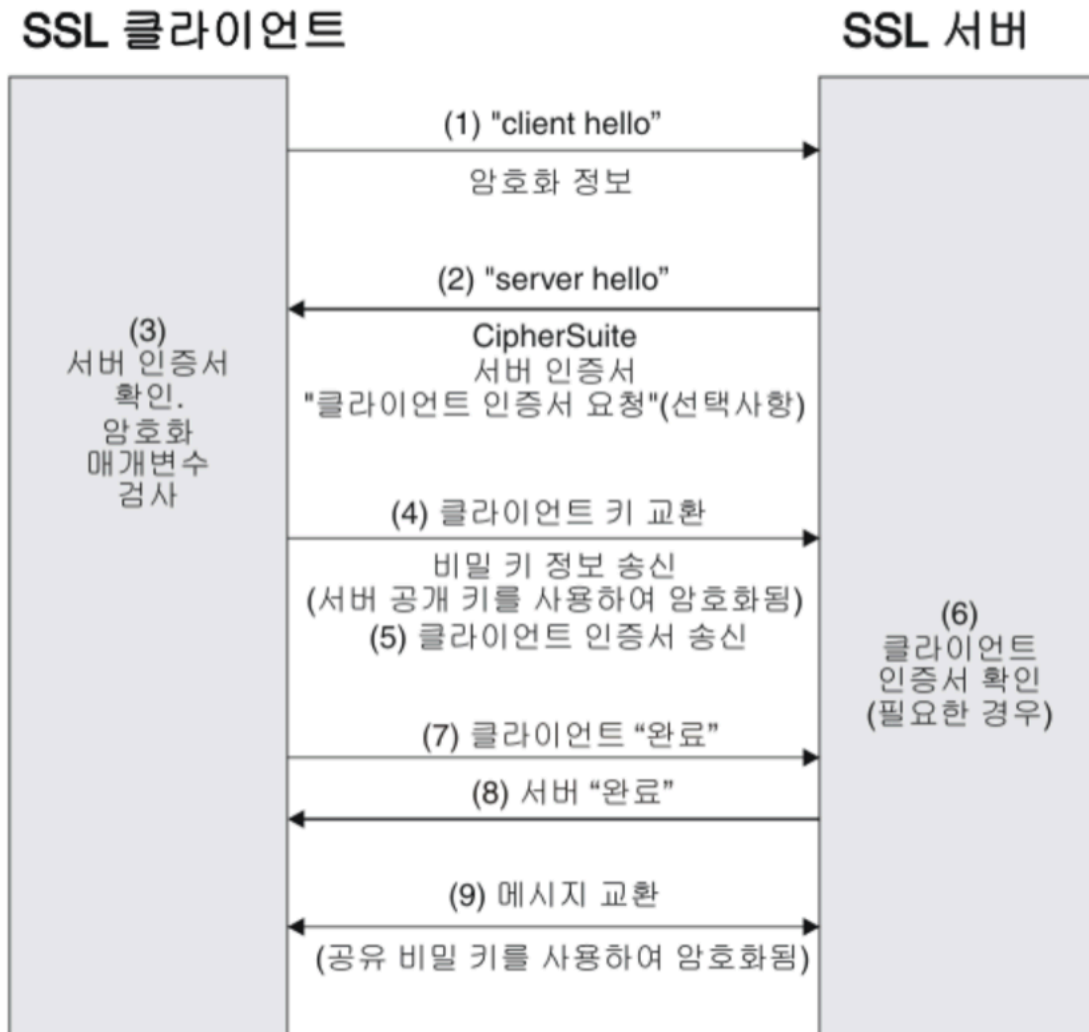 SSL 클라이언트
SSL 서버
(1) "client hello”
암호화 정보
(2) "server hello”
CipherSuite
서버 인증서
"클라이언트 인증서 요청"(선택사항)
(3)
서버 인증서
확인.
암호화
매개변수
검사
(4) 클라이언트 키 교환
비밀 키 정보 송신
(서버 공개 키를 사용하여 암호화됨)
(5) 클라이언트 인증서 송신
(6)
클라이언트
인증서 확인
(필요한 경우)
(7) 클라이언트 “완료”
(8) 서버 “완료”
(9) 메시지 교환
(공유 비밀 키를 사용하여 암호화됨)